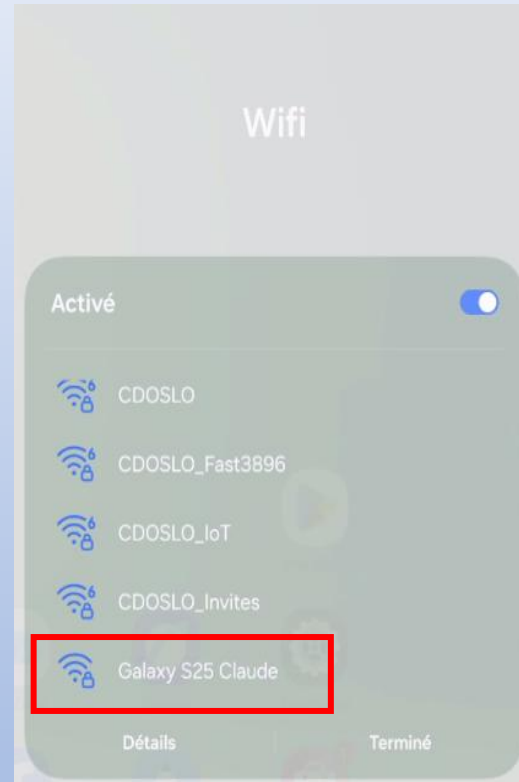 Wifi
Activé
CDOSLO
CDOSLO_Fast3896
CDOSLO_IoT
CDOSLO_Invites
Galaxy S25 Claude
Détails Terminé